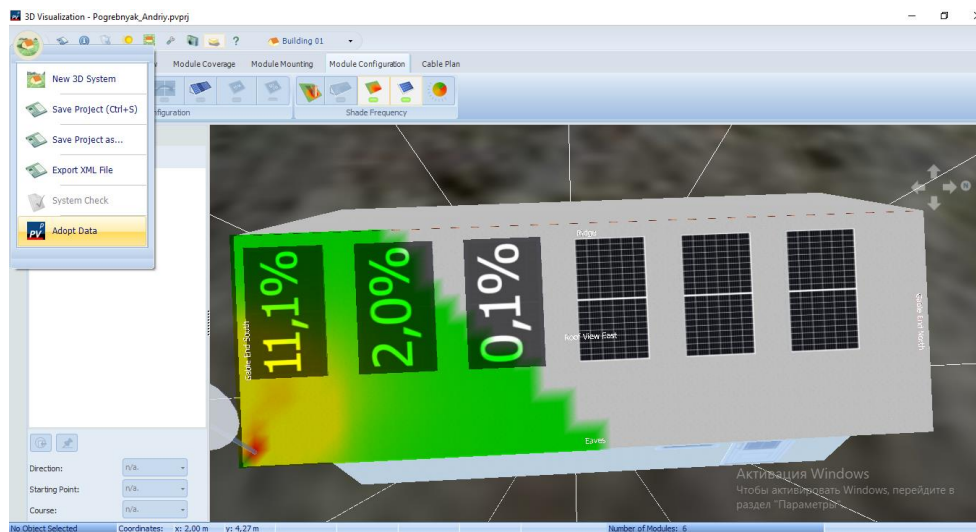 3D Visualization - Pogrebnyak_Andriy.pvprj
? Building 01
Module Coverage Module Mounting Module Configuration Cable Plan
New 3D System
Save Project (Ctrl+S)
Save Project as...
Export XML File
System Check
PV Adopt Data
Shade Frequency
11,1%
2,0%
0,1%
Ridge
Gable End South
Roof View East
Gable End North
Eaves
Direction: n/a.
Starting Point: n/a.
Course: n/a.
Активация Windows
Чтобы активировать Windows, перейдите в
раздел "Параметры".
No Object Selected Coordinates: x: 2,00 m y: 4,27 m Number of Modules: 6